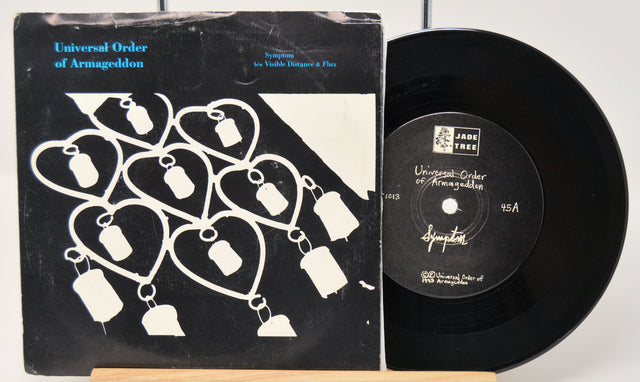 Universal Order
of Armageddon
Symptom
b/w Visible Distance & Flux
JADE
TREE
Universal Order
of Armageddon
1013
45A
Symptom
©℗ Universal Order of
1993 Armageddon